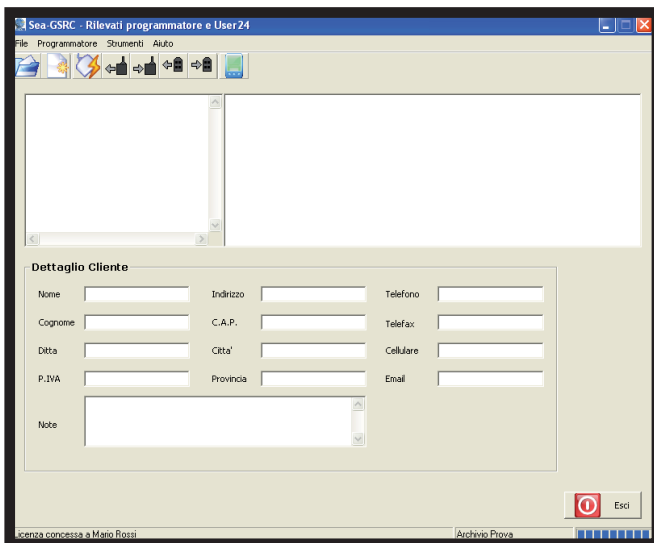 Sea-GSRC - Rilevati programmatore e User24
File Programmatore Strumenti Aiuto
Dettaglio Cliente
Nome Indirizzo Telefono
Cognome C.A.P. Telefax
Ditta Citta' Cellulare
P.IVA Provincia Email
Note
Esci
Licenza concessa a Mario Rossi Archivio Prova